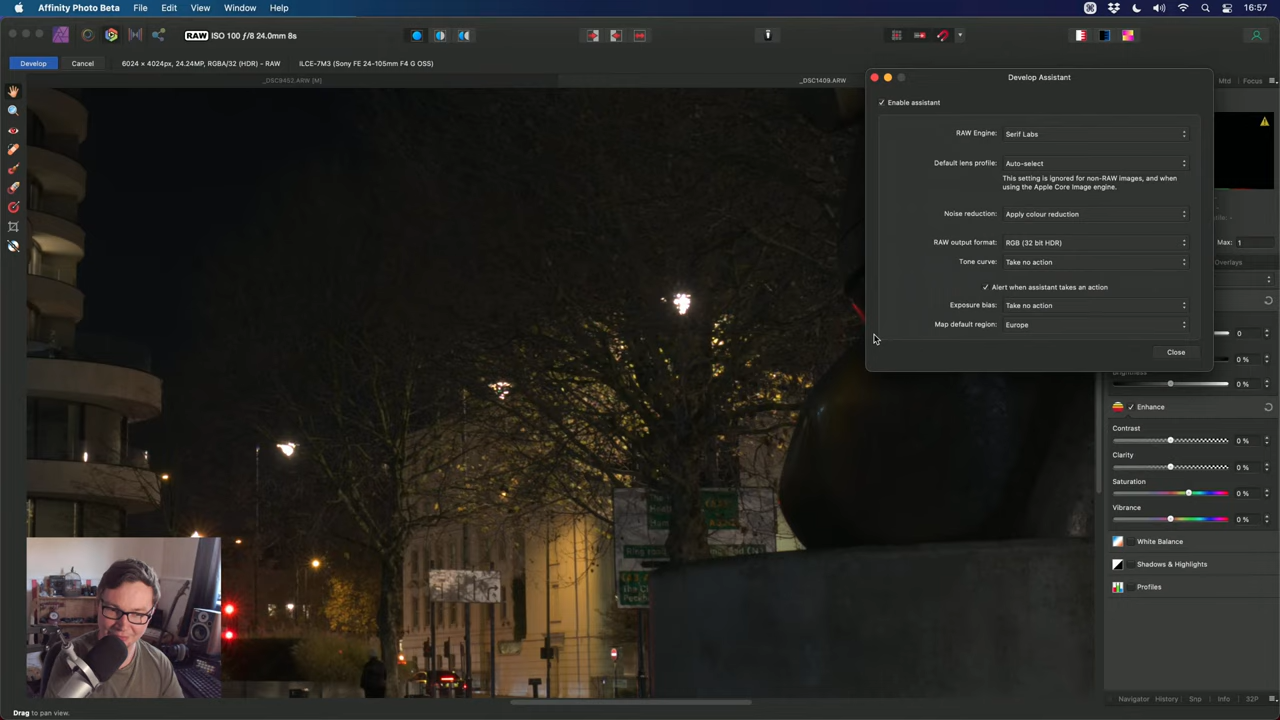 Affinity Photo Beta File Edit View Window Help 16:57
RAW ISO 100 ƒ/8 24.0mm 8s
Develop Cancel 6024 × 4024px, 24.24MP, RGBA/32 (HDR) - RAW ILCE-7M3 (Sony FE 24-105mm F4 G OSS)
_DSC9452.ARW [M] _DSC1409.ARW
Develop Assistant
Mtd Focus
Enable assistant
RAW Engine: Serif Labs
Default lens profile: Auto-select
This setting is ignored for non-RAW images, and when
using the Apple Core Image engine.
Noise reduction: Apply colour reduction
RAW output format: RGB (32 bit HDR)
Max: 1
Tone curve: Take no action
Overlays
Alert when assistant takes an action
Exposure bias: Take no action
Map default region: Europe
0
Close
0 %
Brightness
0 %
Enhance
Contrast
0 %
Clarity
0 %
Saturation
0 %
Vibrance
0 %
White Balance
Shadows & Highlights
Profiles
Navigator History Snp Info 32P
Drag to pan view.